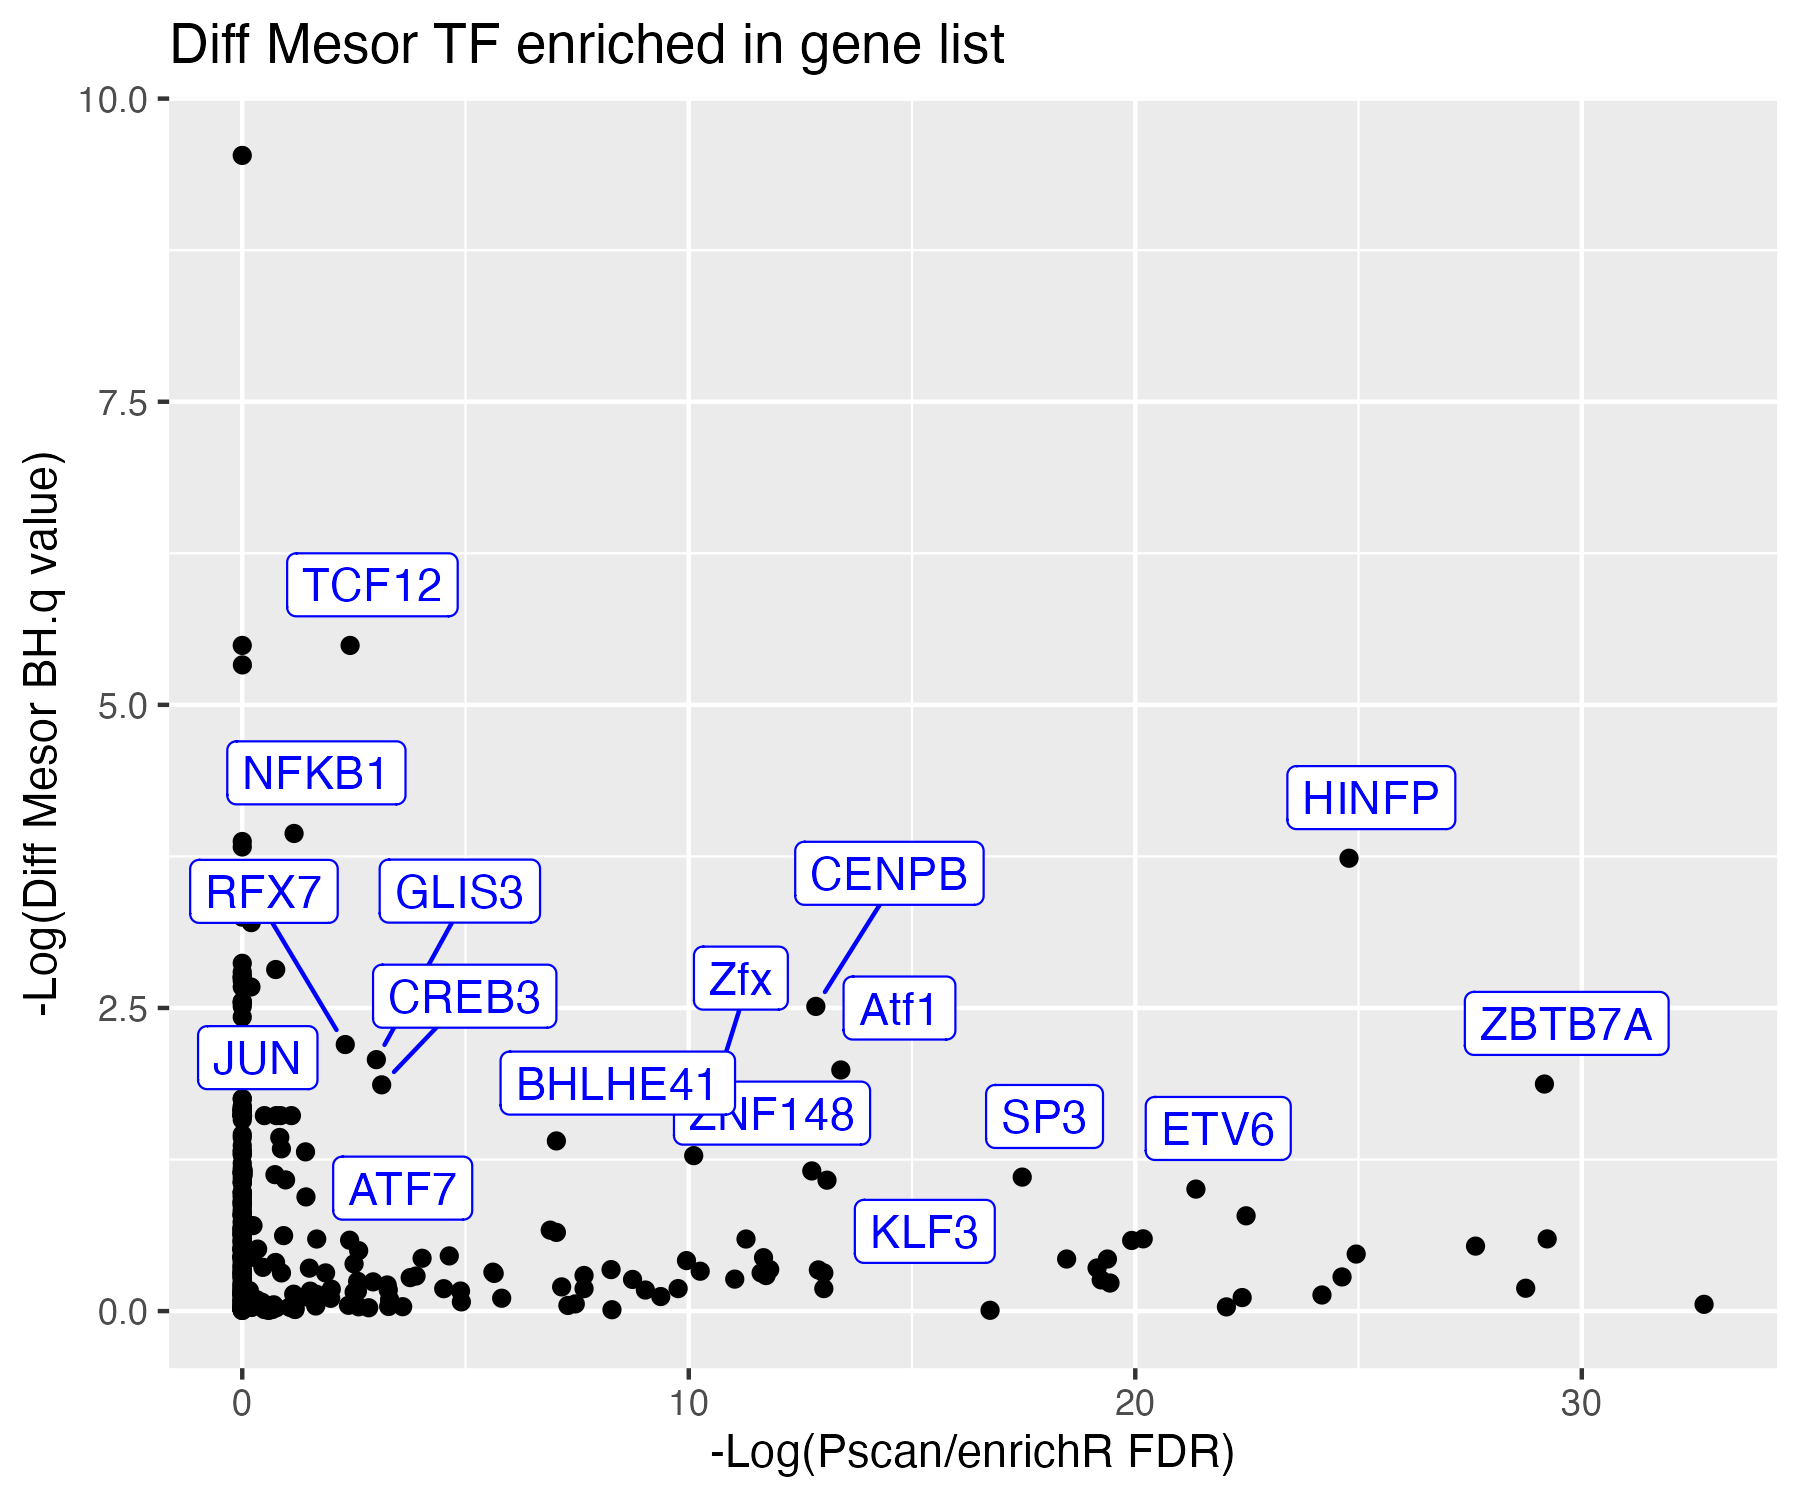 Diff Mesor TF enriched in gene list
10.0
7.5
5.0
2.5
0.0
-Log(Diff Mesor BH.q value)
TCF12
NFKB1
HINFP
RFX7
GLIS3
CENPB
CREB3
Zfx
Atf1
ZBTB7A
JUN
BHLHE41
ZNF148
SP3
ETV6
ATF7
KLF3
0
10
20
30
-Log(Pscan/enrichR FDR)